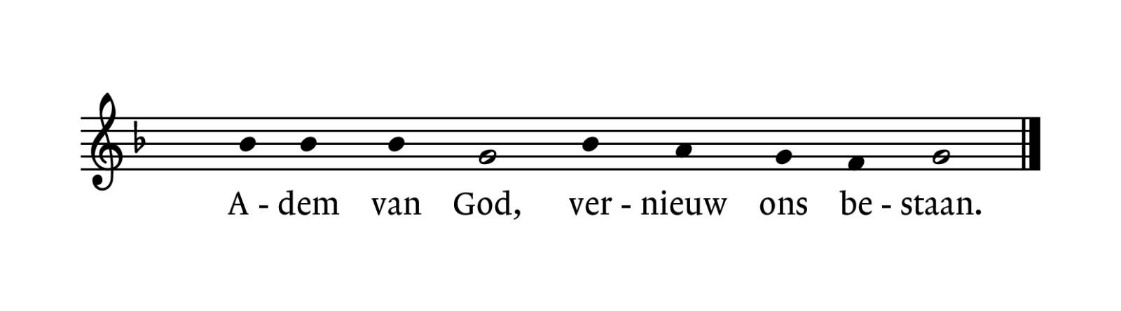 A - dem van God, ver - nieuw ons be - staan.